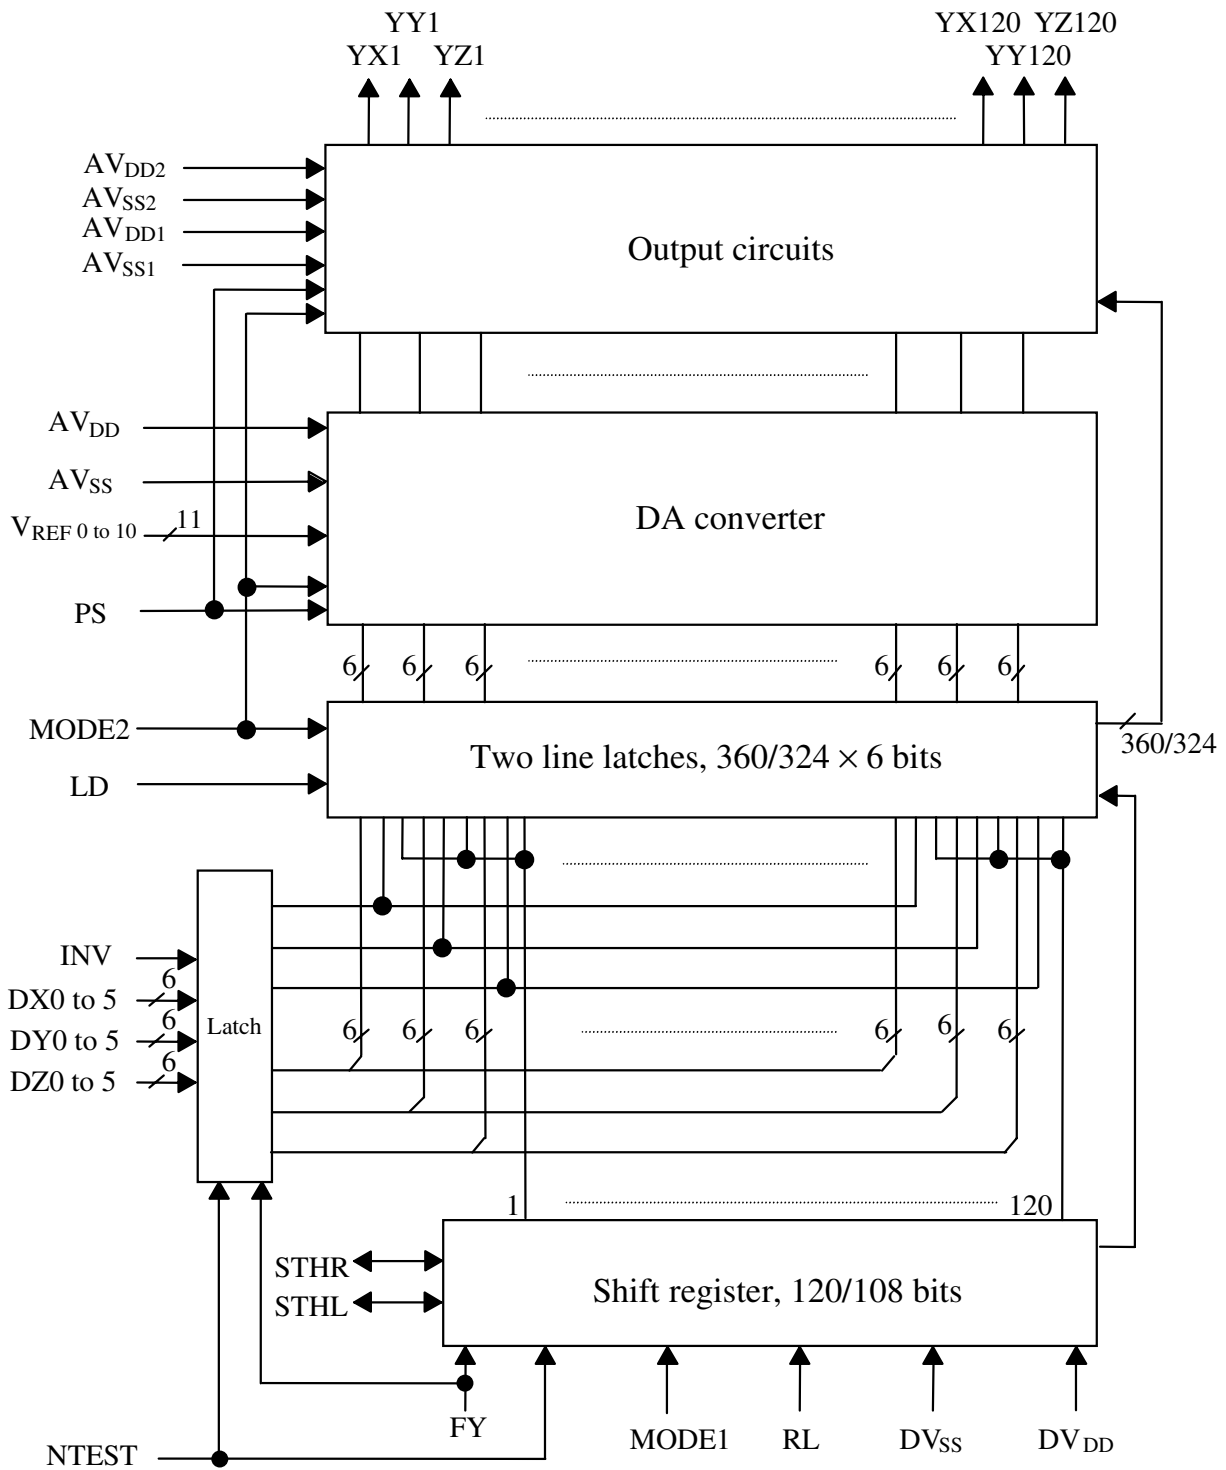 YY1
YX120 YZ120
YX1
YZ1
YY120
AVDD2
AVSS2
AVDD1
AVSS1
Output circuits
AVDD
AVSS
VREF 0 to 10
11
DA converter
PS
6 6 6 6 6 6
MODE2
LD
Two line latches, 360/324 × 6 bits
360/324
INV
DX0 to 5
6
DY0 to 5
6
DZ0 to 5
6
Latch
6 6 6 6 6 6
1
120
STHR
STHL
Shift register, 120/108 bits
FY
MODE1
RL
DVSS
DVDD
NTEST